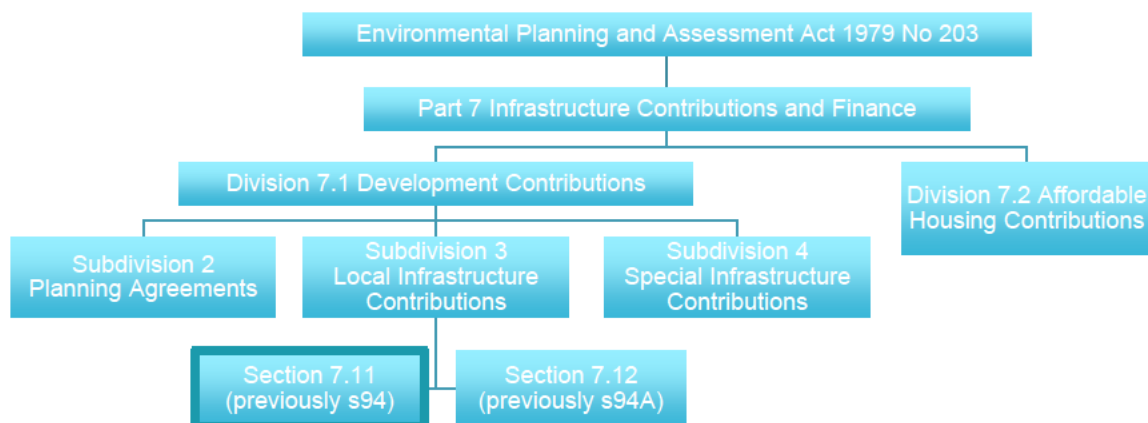 Environmental Planning and Assessment Act 1979 No 203
Part 7 Infrastructure Contributions and Finance
Division 7.1 Development Contributions
Division 7.2 Affordable
Housing Contributions
Subdivision 2
Planning Agreements
Subdivision 3
Local Infrastructure
Contributions
Subdivision 4
Special Infrastructure
Contributions
Section 7.11
(previously s94)
Section 7.12
(previously s94A)